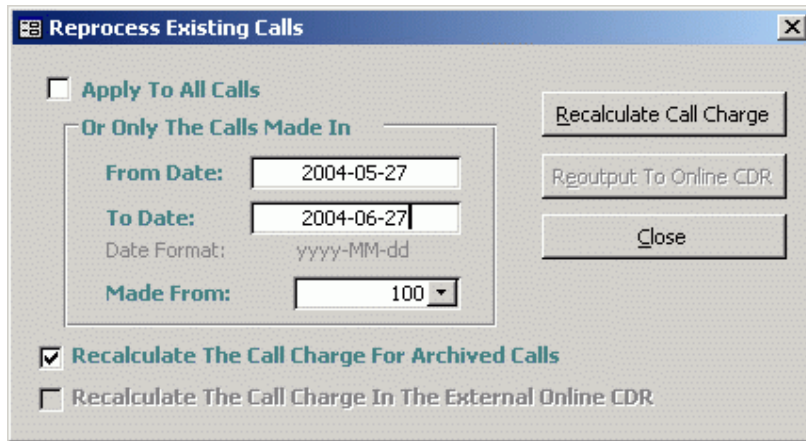 Reprocess Existing Calls
Apply To All Calls
Or Only The Calls Made In
From Date: 2004-05-27
To Date: 2004-06-27
Date Format: yyyy-MM-dd
Made From: 100
Recalculate Call Charge
Reoutput To Online CDR
Close
Recalculate The Call Charge For Archived Calls
Recalculate The Call Charge In The External Online CDR